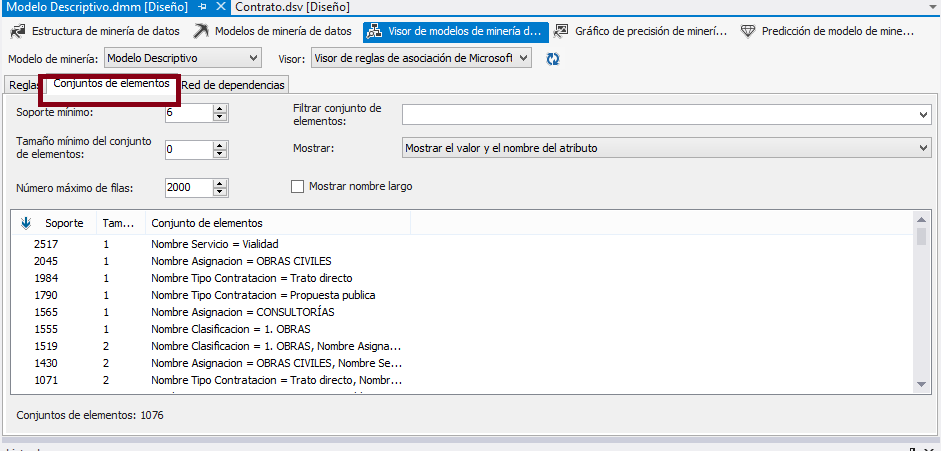 Modelo Descriptivo.dmm [Diseño] Contrato.dsv [Diseño]
Estructura de minería de datos Modelos de minería de datos Visor de modelos de minería d... Gráfico de precisión de minerí... Predicción de modelo de mine...
Modelo de minería: Modelo Descriptivo Visor: Visor de reglas de asociación de Microsoft
Reglas Conjuntos de elementos Red de dependencias
Soporte mínimo: 6 Filtrar conjunto de elementos:
Tamaño mínimo del conjunto de elementos: 0 Mostrar: Mostrar el valor y el nombre del atributo
Número máximo de filas: 2000 Mostrar nombre largo
Soporte Tam... Conjunto de elementos
2517 1 Nombre Servicio = Vialidad
2045 1 Nombre Asignacion = OBRAS CIVILES
1984 1 Nombre Tipo Contratacion = Trato directo
1790 1 Nombre Tipo Contratacion = Propuesta publica
1565 1 Nombre Asignacion = CONSULTORÍAS
1555 1 Nombre Clasificacion = 1. OBRAS
1519 2 Nombre Clasificacion = 1. OBRAS, Nombre Asigna...
1430 2 Nombre Asignacion = OBRAS CIVILES, Nombre Se...
1071 2 Nombre Tipo Contratacion = Trato directo, Nombr...
Conjuntos de elementos: 1076